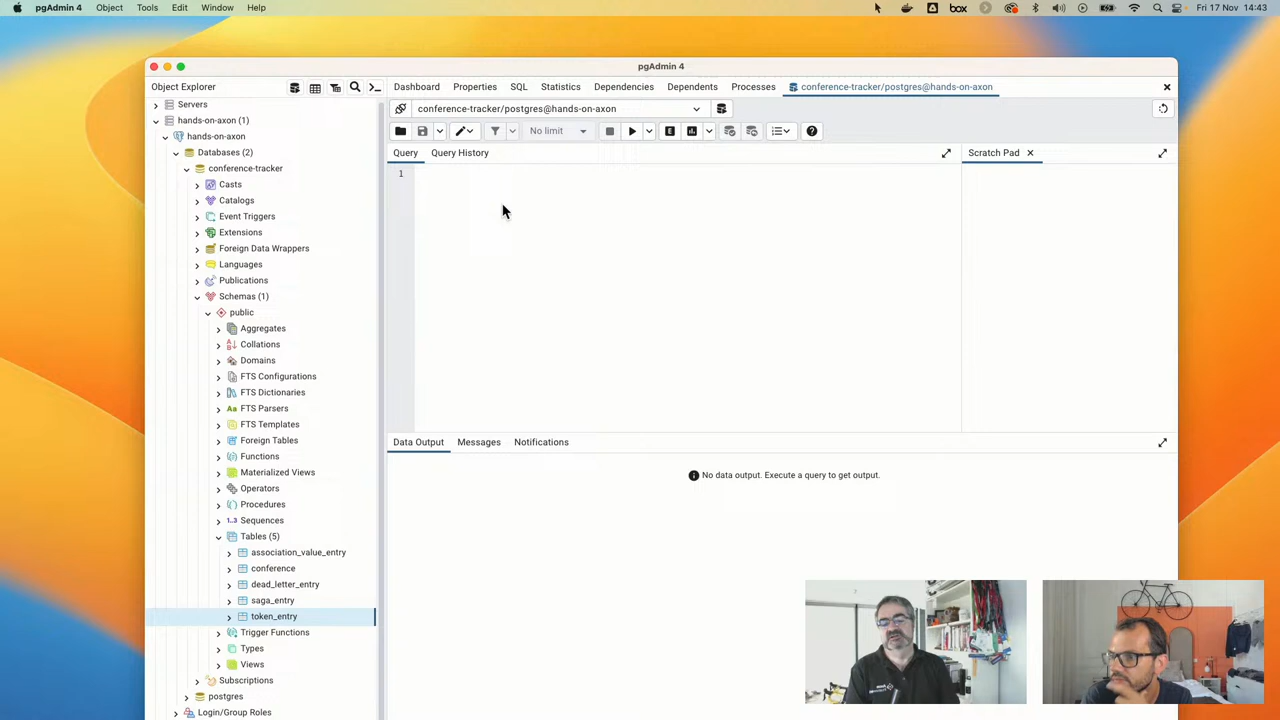 pgAdmin 4 Object Tools Edit Window Help box Fri 17 Nov 14:43
pgAdmin 4
Object Explorer
Dashboard Properties SQL Statistics Dependencies Dependents Processes conference-tracker/postgres@hands-on-axon
Servers
hands-on-axon (1)
hands-on-axon
Databases (2)
conference-tracker
Casts
Catalogs
Event Triggers
Extensions
Foreign Data Wrappers
Languages
Publications
Schemas (1)
public
Aggregates
Collations
Domains
FTS Configurations
FTS Dictionaries
Aa FTS Parsers
FTS Templates
Foreign Tables
Functions
Materialized Views
Operators
Procedures
1..3 Sequences
Tables (5)
association_value_entry
conference
dead_letter_entry
saga_entry
token_entry
Trigger Functions
Types
Views
Subscriptions
postgres
Login/Group Roles
conference-tracker/postgres@hands-on-axon
No limit
E
Query Query History
Scratch Pad
1
Data Output Messages Notifications
No data output. Execute a query to get output.